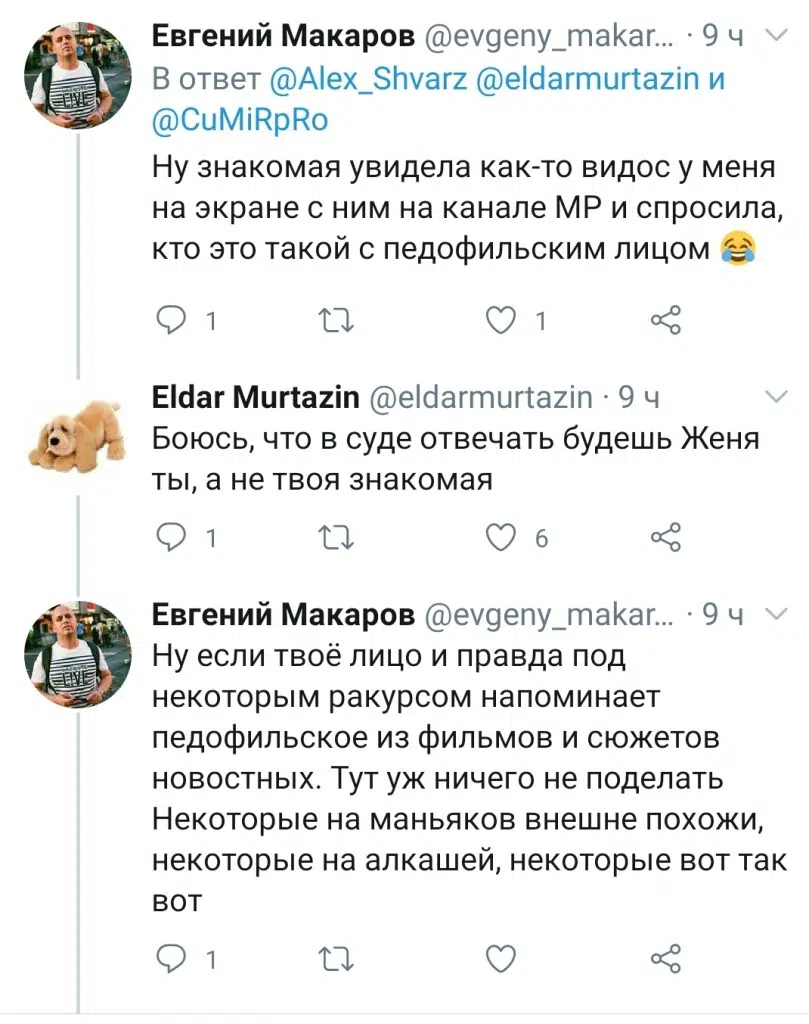 Евгений Макаров @evgeny_makar... · 9 ч
В ответ @Alex_Shvarz @eldarmurtazin и
@CuMiRpRo
Ну знакомая увидела как-то видос у меня
на экране с ним на канале МР и спросила,
кто это такой с педофильским лицом 😂
1 1
Eldar Murtazin @eldarmurtazin · 9 ч
Боюсь, что в суде отвечать будешь Женя
ты, а не твоя знакомая
1 6
Евгений Макаров @evgeny_makar... · 9 ч
Ну если твоё лицо и правда под
некоторым ракурсом напоминает
педофильское из фильмов и сюжетов
новостных. Тут уж ничего не поделать
Некоторые на маньяков внешне похожи,
некоторые на алкашей, некоторые вот так
вот
1